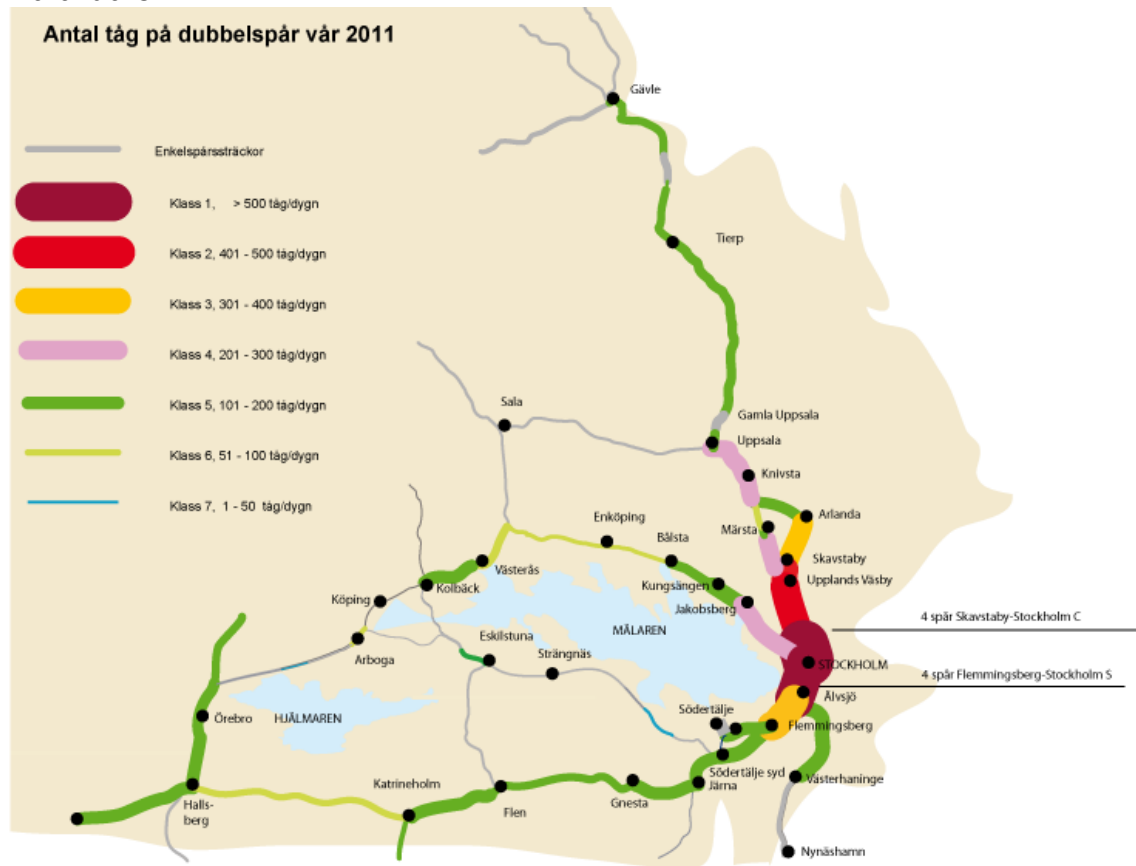 Antal tåg på dubbelspår vår 2011
Enkelspårssträckor
Klass 1, > 500 tåg/dygn
Klass 2, 401 - 500 tåg/dygn
Klass 3, 301 - 400 tåg/dygn
Klass 4, 201 - 300 tåg/dygn
Klass 5, 101 - 200 tåg/dygn
Klass 6, 51 - 100 tåg/dygn
Klass 7, 1 - 50 tåg/dygn
Gävle
Tierp
Sala
Gamla Uppsala
Uppsala
Knivsta
Arlanda
Märsta
Enköping
Bålsta
Skavstaby
Upplands Väsby
Västerås
Kolbäck
Kungsängen
Jakobsberg
Köping
MÄLAREN
4 spår Skavstaby-Stockholm C
Arboga
Eskilstuna
Strängnäs
STOCKHOLM
4 spår Flemmingsberg-Stockholm S
Älvsjö
Södertälje
Flemmingsberg
Örebro
HJÄLMAREN
Södertälje syd
Järna
Västerhaninge
Katrineholm
Halls-
berg
Flen
Gnesta
Nynäshamn